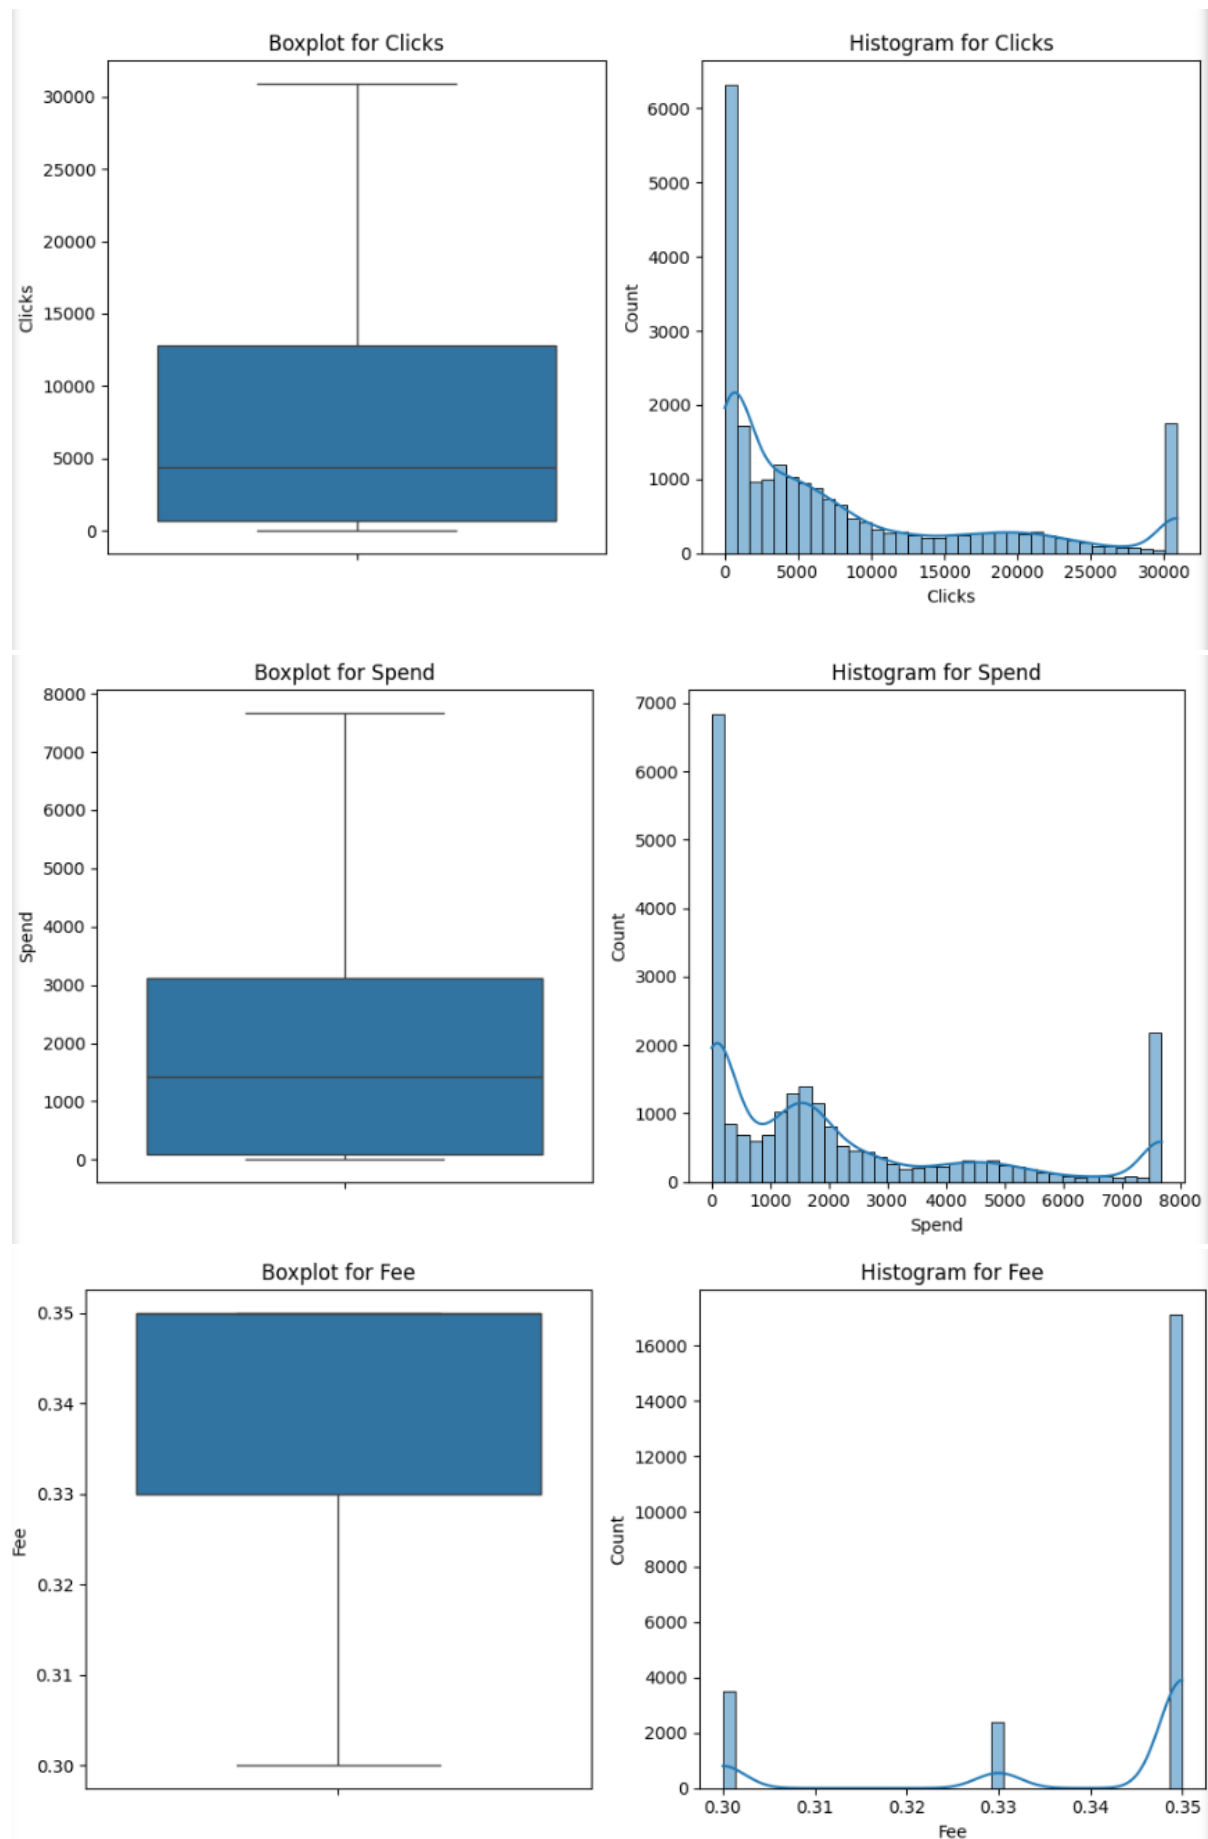 Boxplot for Clicks
30000
25000
20000
15000
10000
5000
0
Clicks
Histogram for Clicks
6000
5000
4000
3000
2000
1000
0
Count
0 5000 10000 15000 20000 25000 30000
Clicks
Boxplot for Spend
8000
7000
6000
5000
4000
3000
2000
1000
0
Spend
Histogram for Spend
7000
6000
5000
4000
3000
2000
1000
0
Count
0 1000 2000 3000 4000 5000 6000 7000 8000
Spend
Boxplot for Fee
0.35
0.34
0.33
0.32
0.31
0.30
Fee
Histogram for Fee
16000
14000
12000
10000
8000
6000
4000
2000
0
Count
0.30 0.31 0.32 0.33 0.34 0.35
Fee